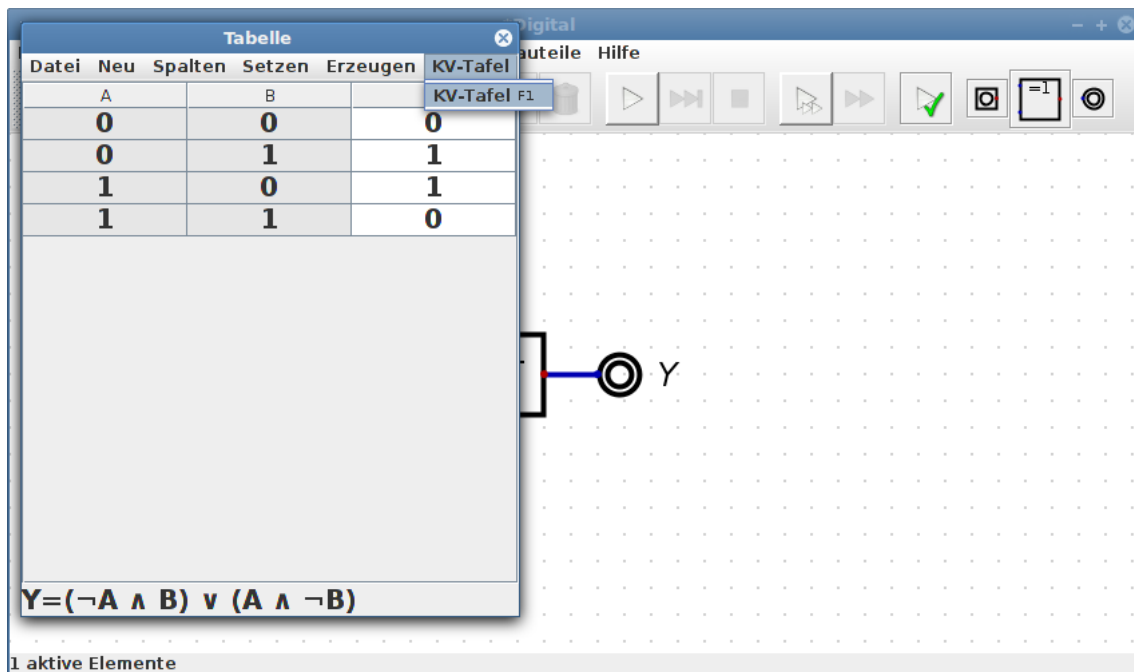 Digital
Tabelle
Hilfe
Datei Neu Spalten Setzen Erzeugen KV-Tafel
KV-Tafel F1
A B
0 0 0
0 1 1
1 0 1
1 1 0
=1
Y
Y=(¬A ∧ B) ∨ (A ∧ ¬B)
1 aktive Elemente